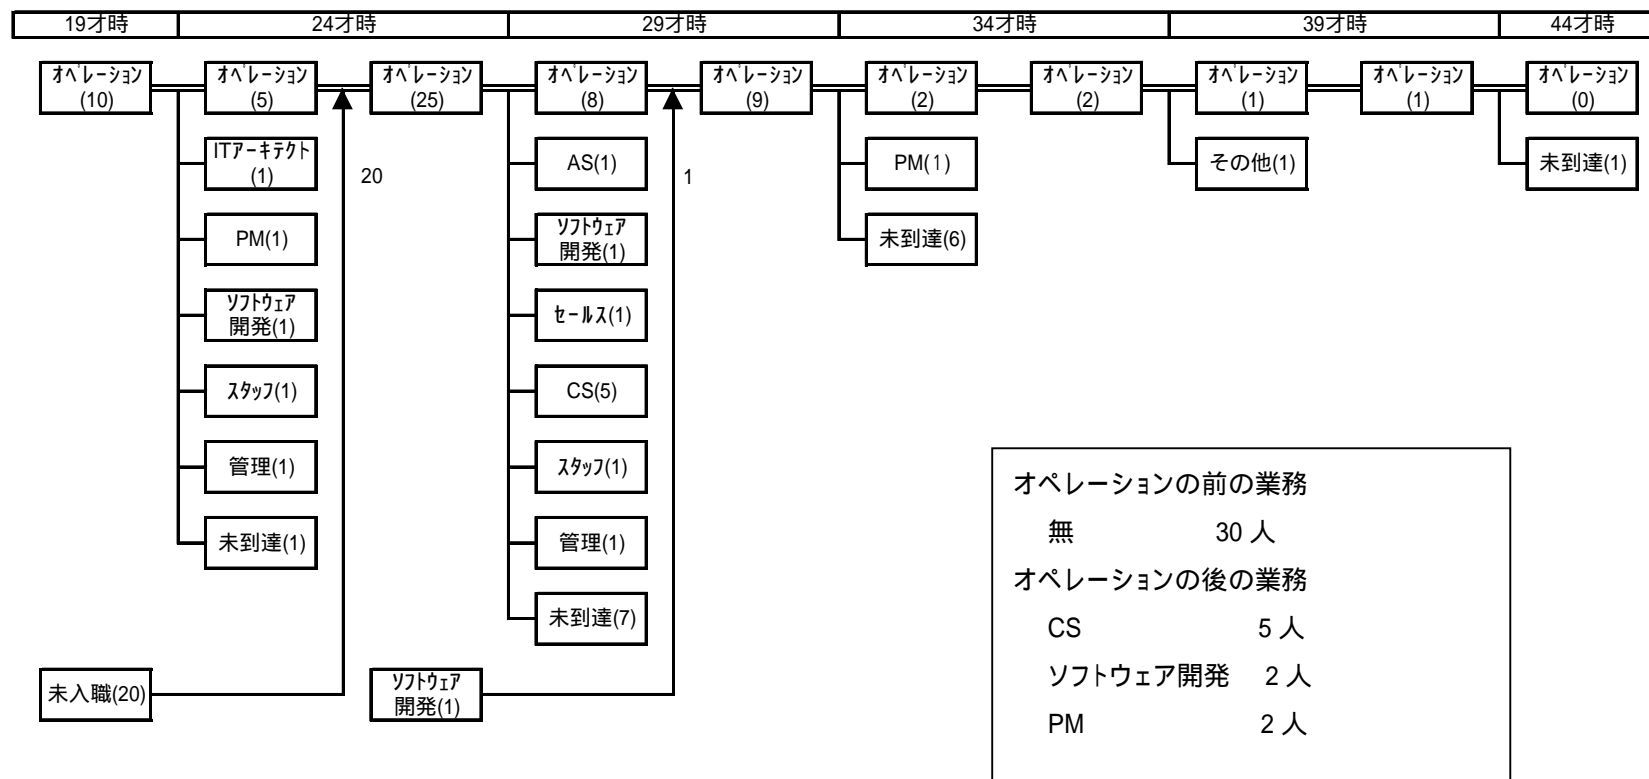 19才時 24才時 29才時 34才時 39才時 44才時
ｵﾍﾟﾚｰｼｮﾝ ｵﾍﾟﾚｰｼｮﾝ ｵﾍﾟﾚｰｼｮﾝ ｵﾍﾟﾚｰｼｮﾝ ｵﾍﾟﾚｰｼｮﾝ ｵﾍﾟﾚｰｼｮﾝ ｵﾍﾟﾚｰｼｮﾝ ｵﾍﾟﾚｰｼｮﾝ ｵﾍﾟﾚｰｼｮﾝ ｵﾍﾟﾚｰｼｮﾝ
(10) (5) (25) (8) (9) (2) (2) (1) (1) (0)
ITｱｰｷﾃｸﾄ
(1)
20
AS(1)
1
PM(1)
その他(1)
未到達(1)
PM(1)
ｿﾌﾄｳｪｱ
開発(1)
未到達(6)
ｿﾌﾄｳｪｱ
開発(1)
ｾｰﾙｽ(1)
ｽﾀｯﾌ(1)
CS(5)
管理(1)
ｽﾀｯﾌ(1)
未到達(1)
管理(1)
未到達(7)
未入職(20)
ｿﾌﾄｳｪｱ
開発(1)
オペレーションの前の業務
無 30 人
オペレーションの後の業務
CS 5 人
ソフトウェア開発 2 人
PM 2 人